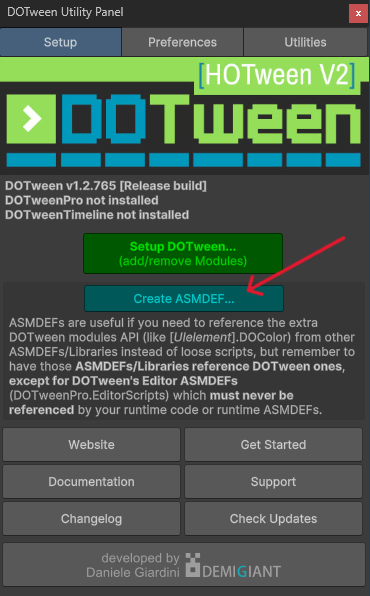 DOTween Utility Panel x
Setup Preferences Utilities
[HOTween V2]
DOTween
DOTween v1.2.765 [Release build]
DOTweenPro not installed
DOTweenTimeline not installed
Setup DOTween...
(add/remove Modules)
Create ASMDEF...
ASMDEFs are useful if you need to reference the extra
DOTween modules API (like [UIelement].DOColor) from other
ASMDEFs/Libraries instead of loose scripts, but remember to
have those ASMDEFs/Libraries reference DOTween ones,
except for DOTween's Editor ASMDEFs
(DOTweenPro.EditorScripts) which must never be
referenced by your runtime code or runtime ASMDEFs.
Website Get Started
Documentation Support
Changelog Check Updates
developed by
Daniele Giardini DEMIGIANT